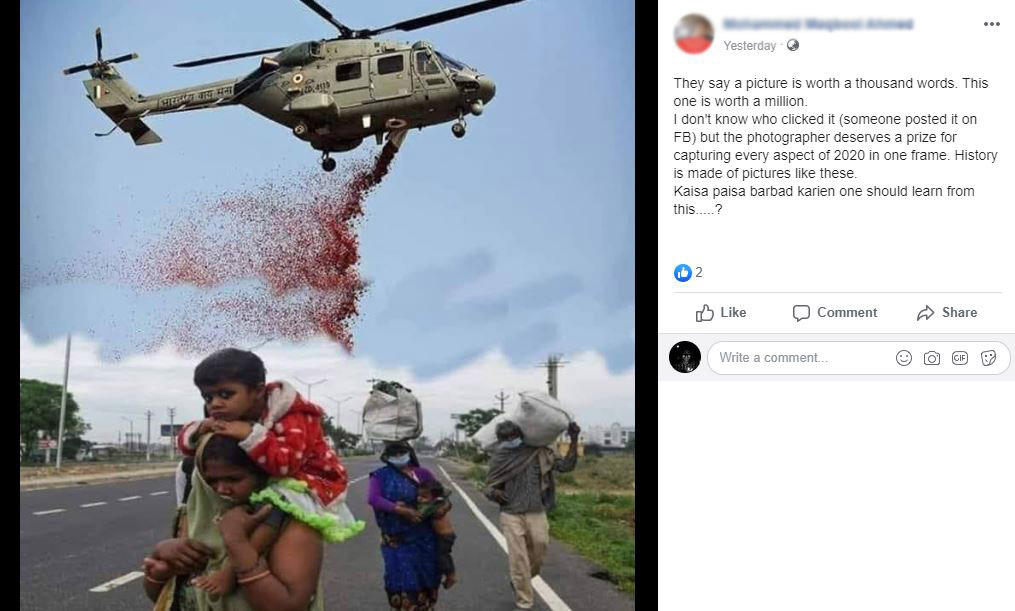 भारतीय वायु सेना
ZD 4119
Yesterday ·
They say a picture is worth a thousand words. This
one is worth a million.
I don't know who clicked it (someone posted it on
FB) but the photographer deserves a prize for
capturing every aspect of 2020 in one frame. History
is made of pictures like these.
Kaisa paisa barbad karien one should learn from
this.....?
2
Like Comment Share
Write a comment...
GIF